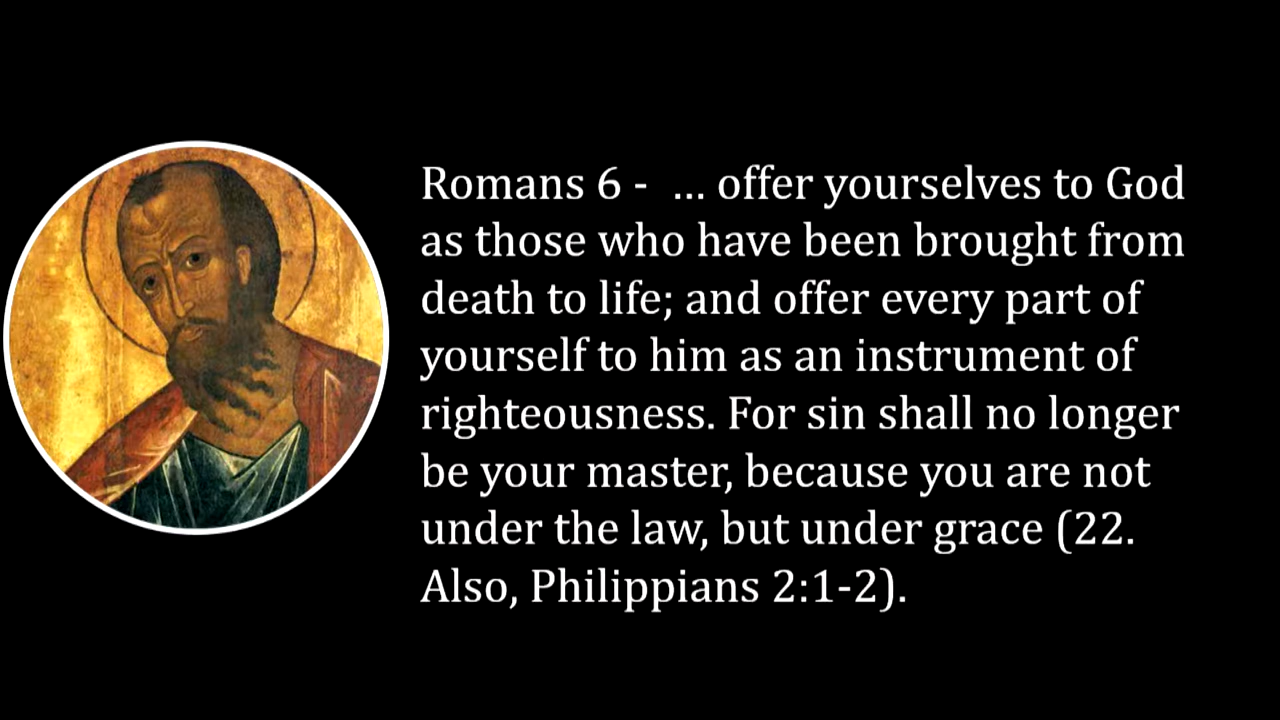 Romans 6 -  ... offer yourselves to God
as those who have been brought from
death to life; and offer every part of
yourself to him as an instrument of
righteousness. For sin shall no longer
be your master, because you are not
under the law, but under grace (22.
Also, Philippians 2:1-2).